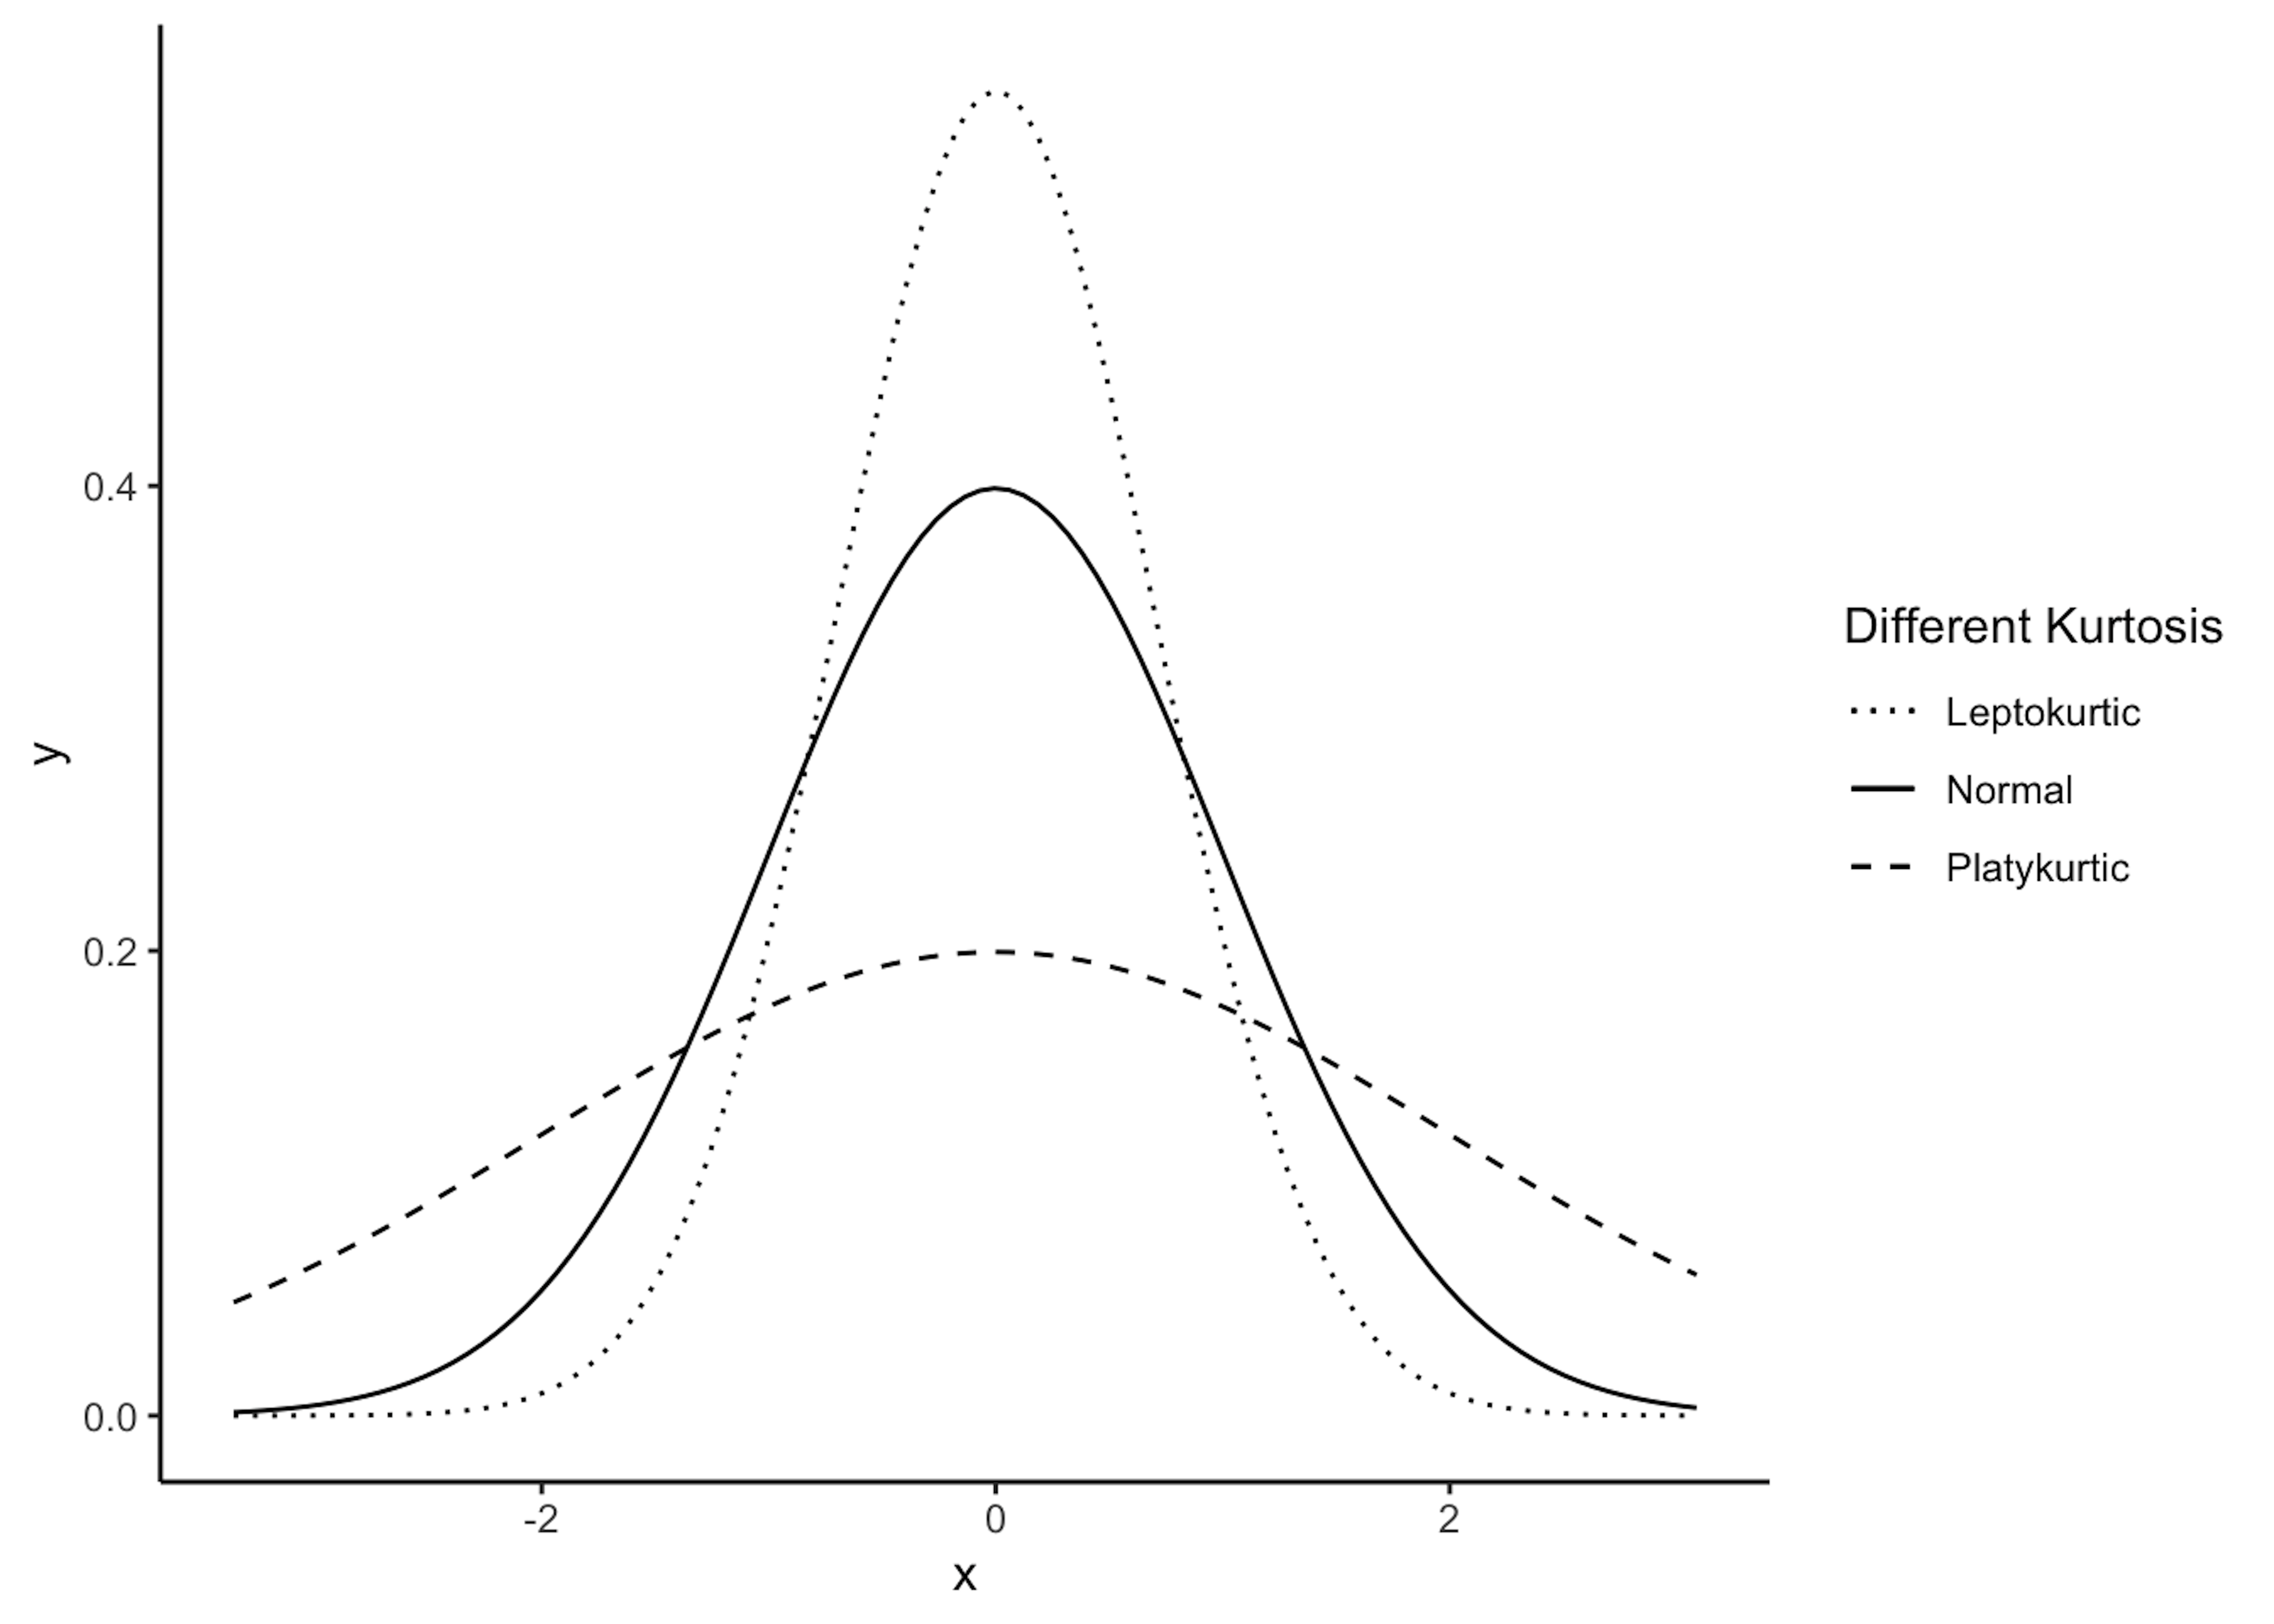 0.4
0.2
0.0
y
-2
0
2
x
Different Kurtosis
Leptokurtic
Normal
Platykurtic